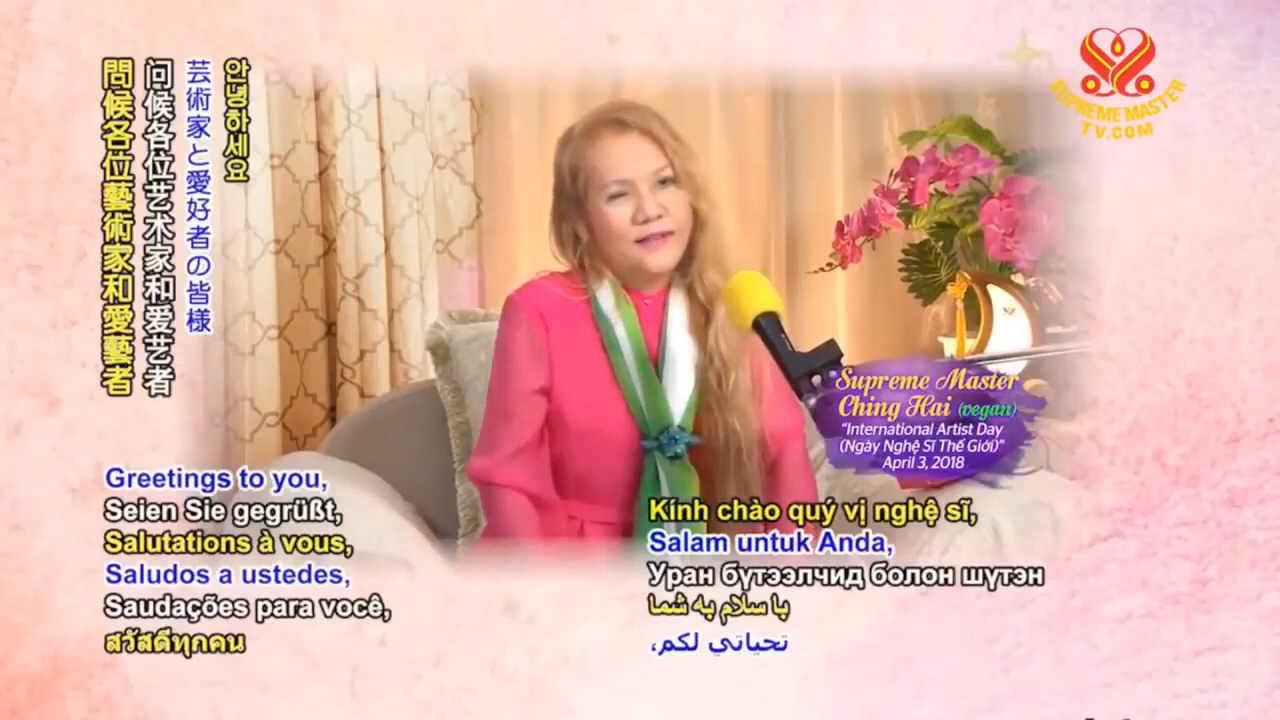 안녕하세요
芸術家と愛好者の皆様
问候各位艺术家和爱艺者
問候各位藝術家和愛藝者
SUPREME MASTER
TV.COM
Supreme Master
Ching Hai (vegan)
“International Artist Day
(Ngày Nghệ Sĩ Thế Giới)”
April 3, 2018
Greetings to you,
Seien Sie gegrüßt,
Salutations à vous,
Saludos a ustedes,
Saudações para você,
สวัสดีทุกคน
Kính chào quý vị nghệ sĩ,
Salam untuk Anda,
Уран бүтээлчид болон шүтэн
با سلام به شما
تحياتي لكم،